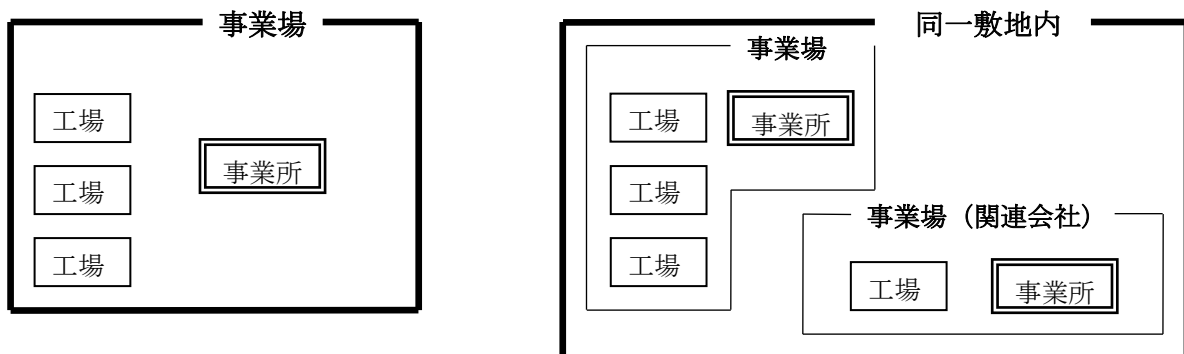 事業場
工場
事業所
工場
工場
同一敷地内
事業場
工場
事業所
工場
工場
事業場（関連会社）
工場
事業所